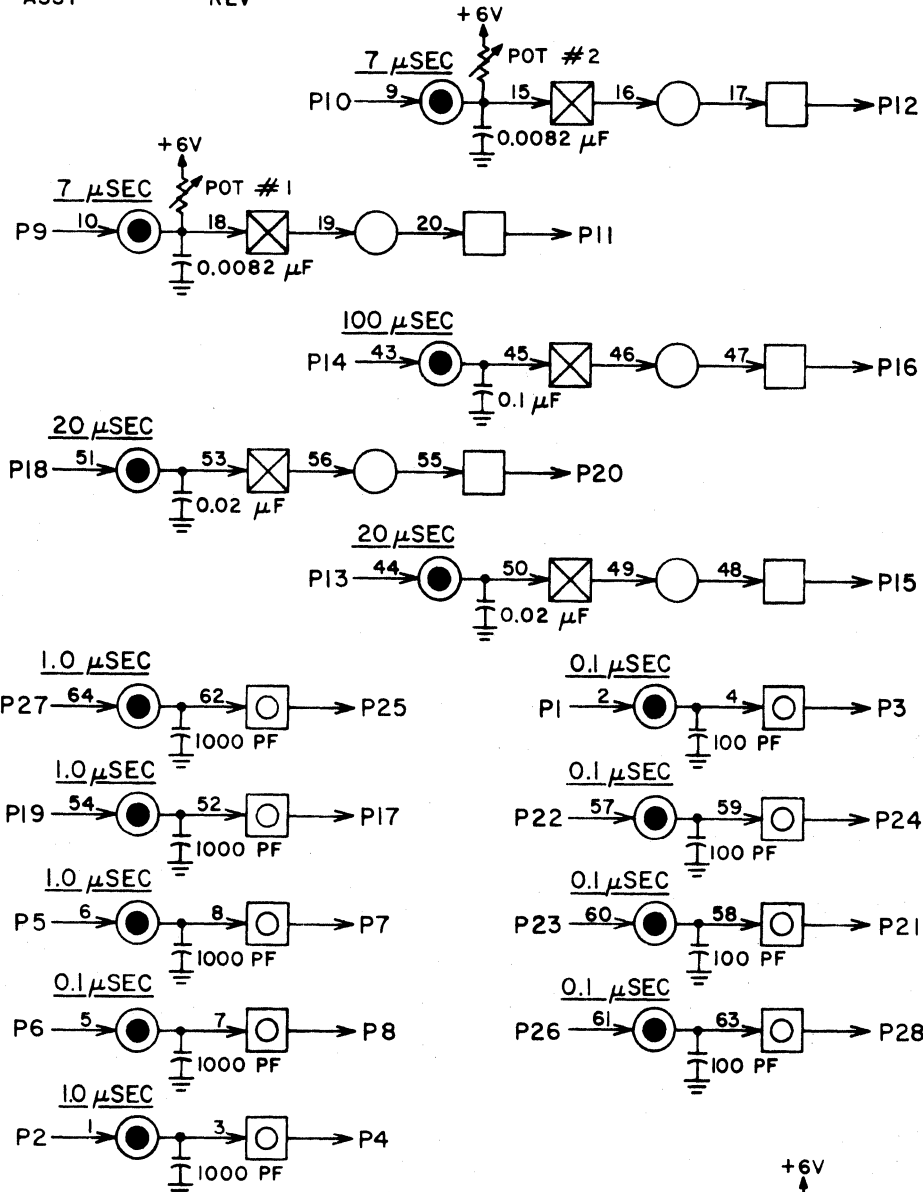 ASSY REV
+6V
7 μSEC POT #2
P10 9 15 16 17 P12
0.0082 μF
+6V
7 μSEC POT #1
P9 10 18 19 20 P11
0.0082 μF
100 μSEC
P14 43 45 46 47 P16
0.1 μF
20 μSEC
P18 51 53 56 55 P20
0.02 μF
20 μSEC
P13 44 50 49 48 P15
0.02 μF
1.0 μSEC 0.1 μSEC
P27 64 62 P25 P1 2 4 P3
1000 PF 100 PF
1.0 μSEC 0.1 μSEC
P19 54 52 P17 P22 57 59 P24
1000 PF 100 PF
1.0 μSEC 0.1 μSEC
P5 6 8 P7 P23 60 58 P21
1000 PF 100 PF
0.1 μSEC 0.1 μSEC
P6 5 7 P8 P26 61 63 P28
1000 PF 100 PF
1.0 μSEC
P2 1 3 P4
1000 PF
+6V